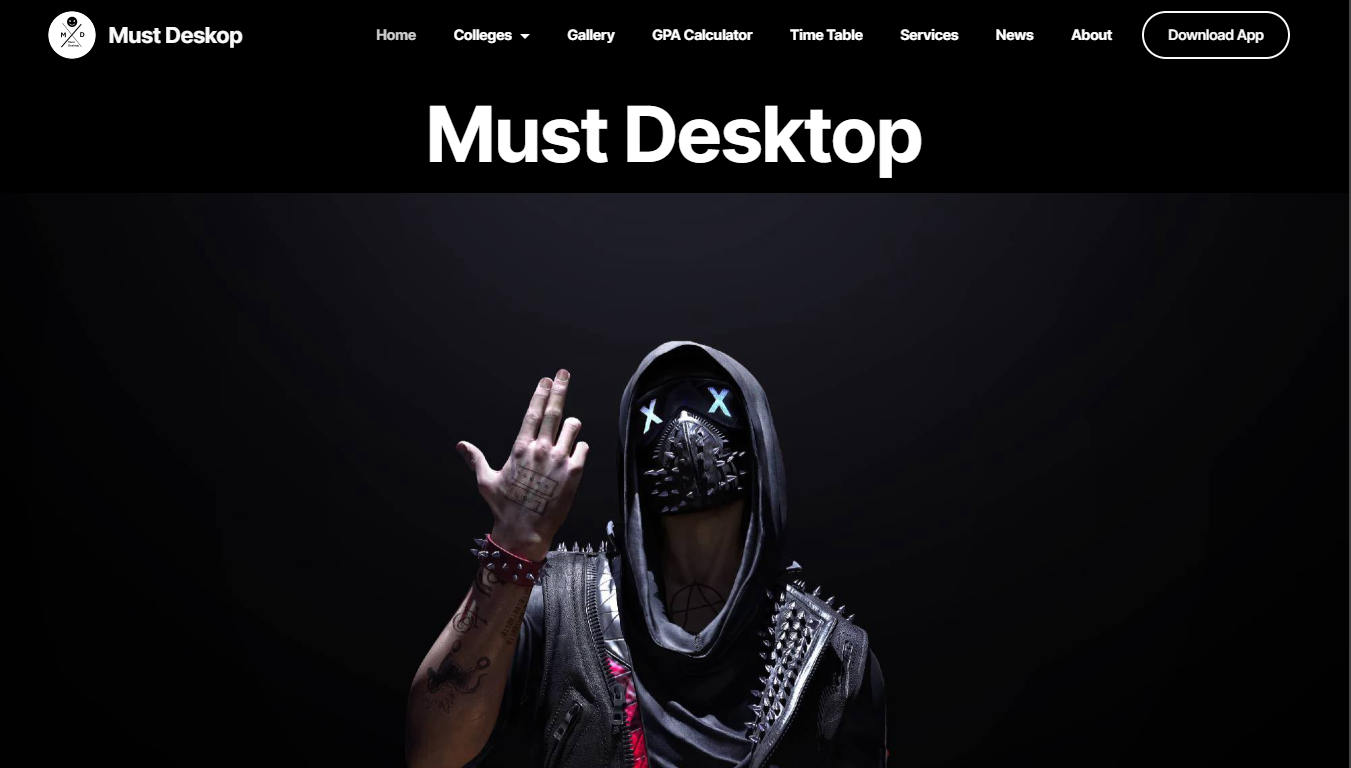 M D
Must Deskop
Home
Colleges
Gallery
GPA Calculator
Time Table
Services
News
About
Download App
Must Desktop
X X